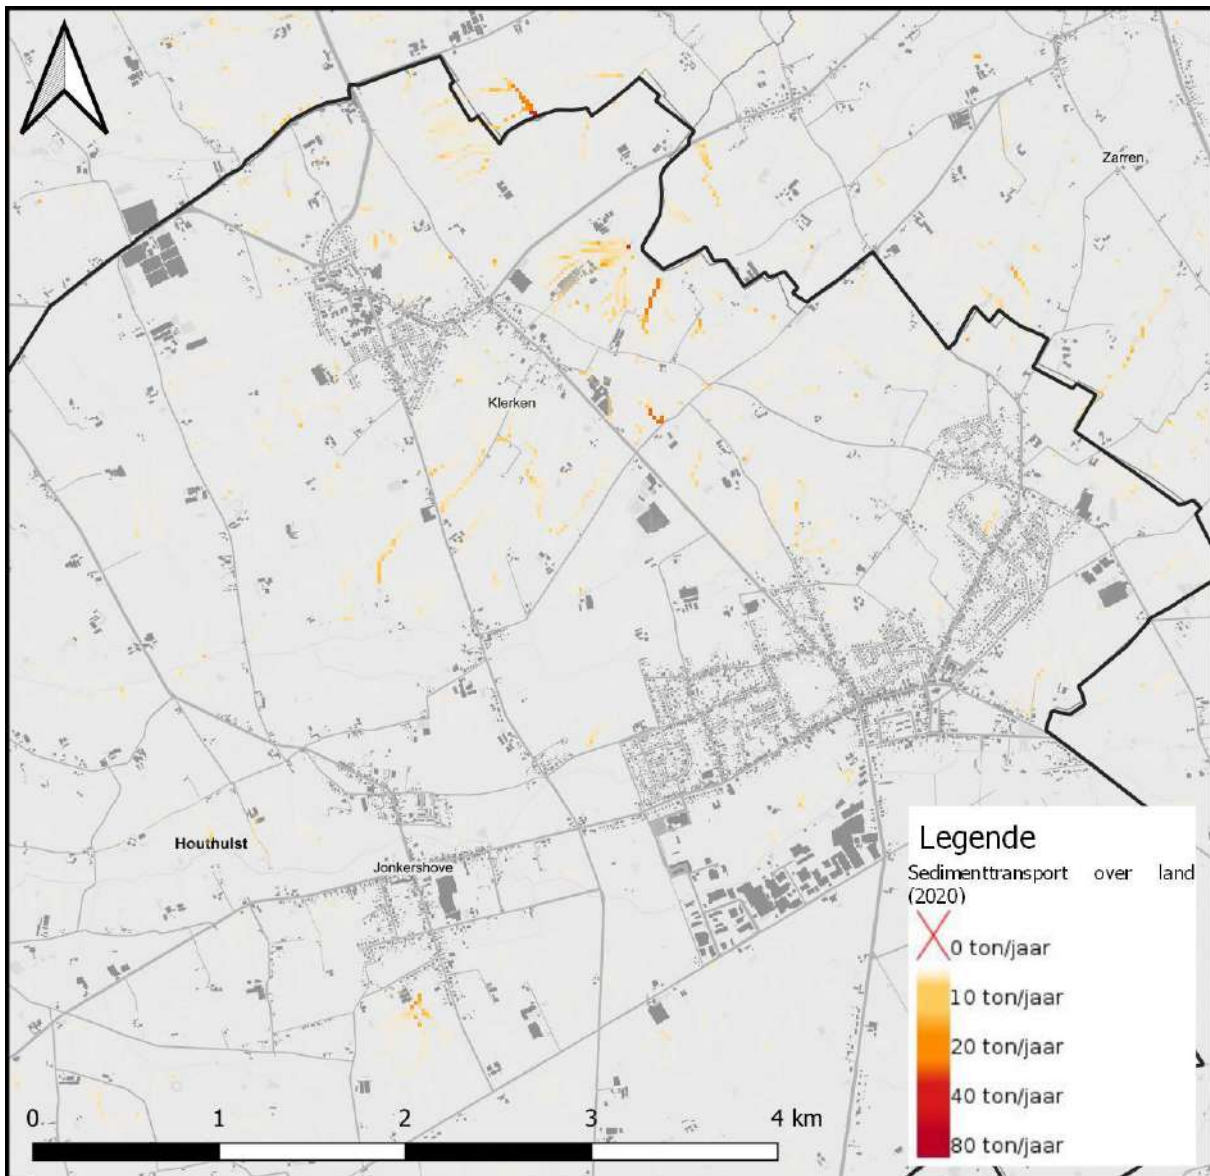 Zarren
Klerken
Houthulst
Jonkershove
Legende
Sedimenttransport over land
(2020)
0 ton/jaar
10 ton/jaar
20 ton/jaar
40 ton/jaar
80 ton/jaar
0 1 2 3 4 km